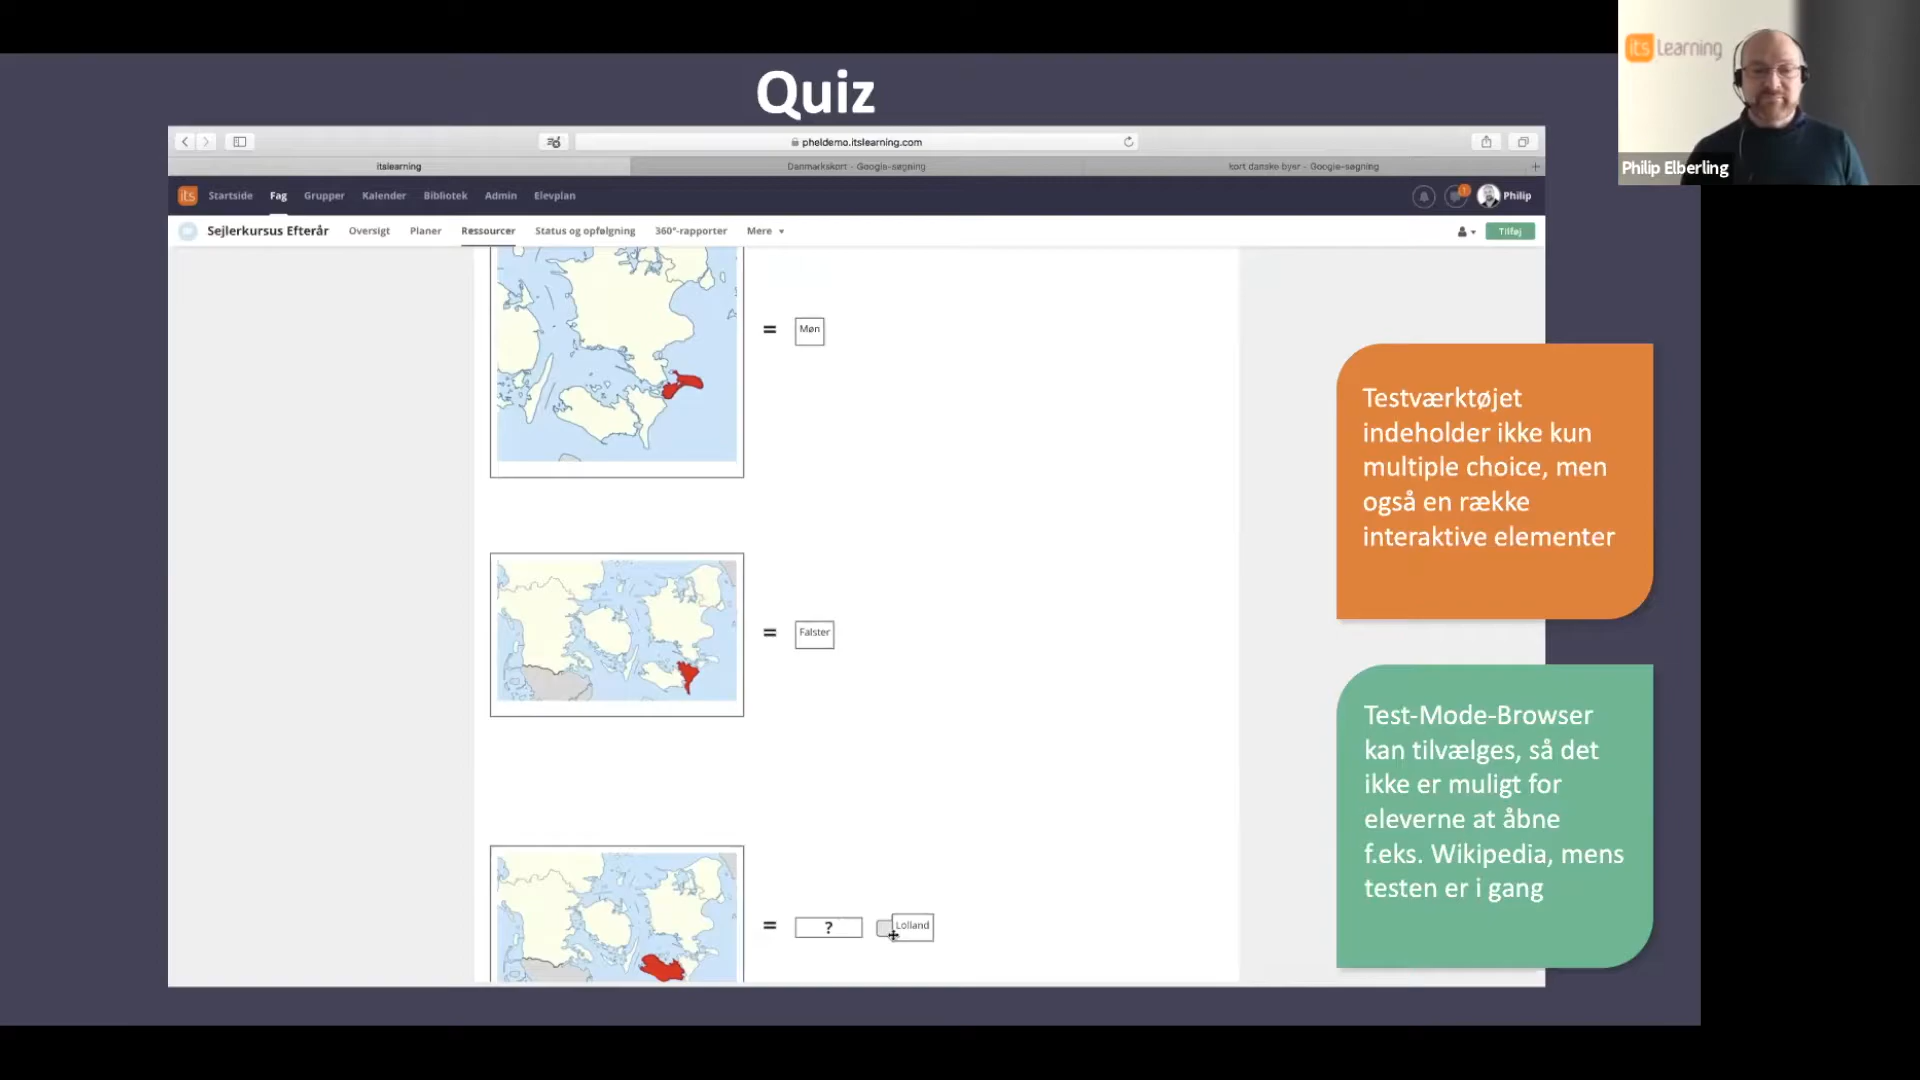 Quiz
its Learning
Philip Elberling
pheldemo.itslearning.com
itslearning
Danmarkskort - Google-søgning
kort danske byer - Google-søgning
its Startside Fag Grupper Kalender Bibliotek Admin Elevplan
1 Philip
Sejlerkursus Efterår Oversigt Planer Ressourcer Status og opfølgning 360°-rapporter Mere
Tilføj
= Møn
= Falster
= ? Lolland
Testværktøjet
indeholder ikke kun
multiple choice, men
også en række
interaktive elementer
Test-Mode-Browser
kan tilvælges, så det
ikke er muligt for
eleverne at åbne
f.eks. Wikipedia, mens
testen er i gang